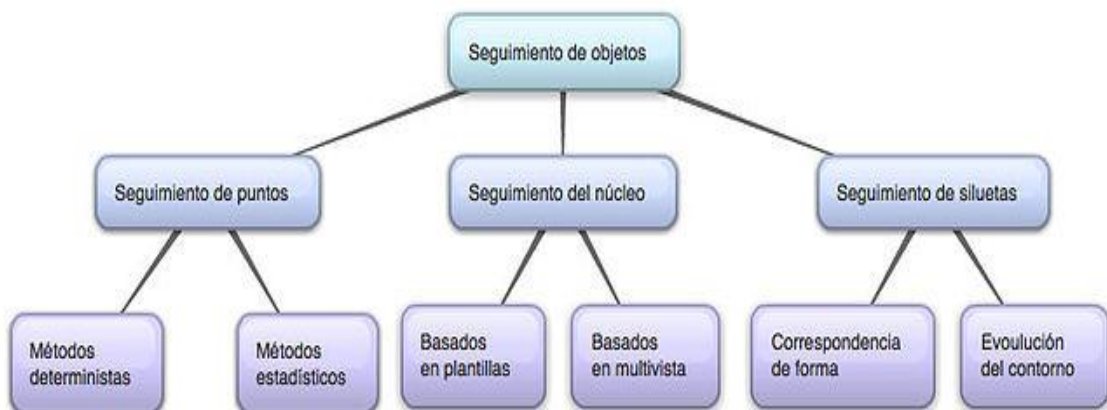 Seguimiento de objetos
Seguimiento de puntos
Seguimiento del núcleo
Seguimiento de siluetas
Métodos
deterministas
Métodos
estadísticos
Basados
en plantillas
Basados
en multivista
Correspondencia
de forma
Evoulución
del contorno